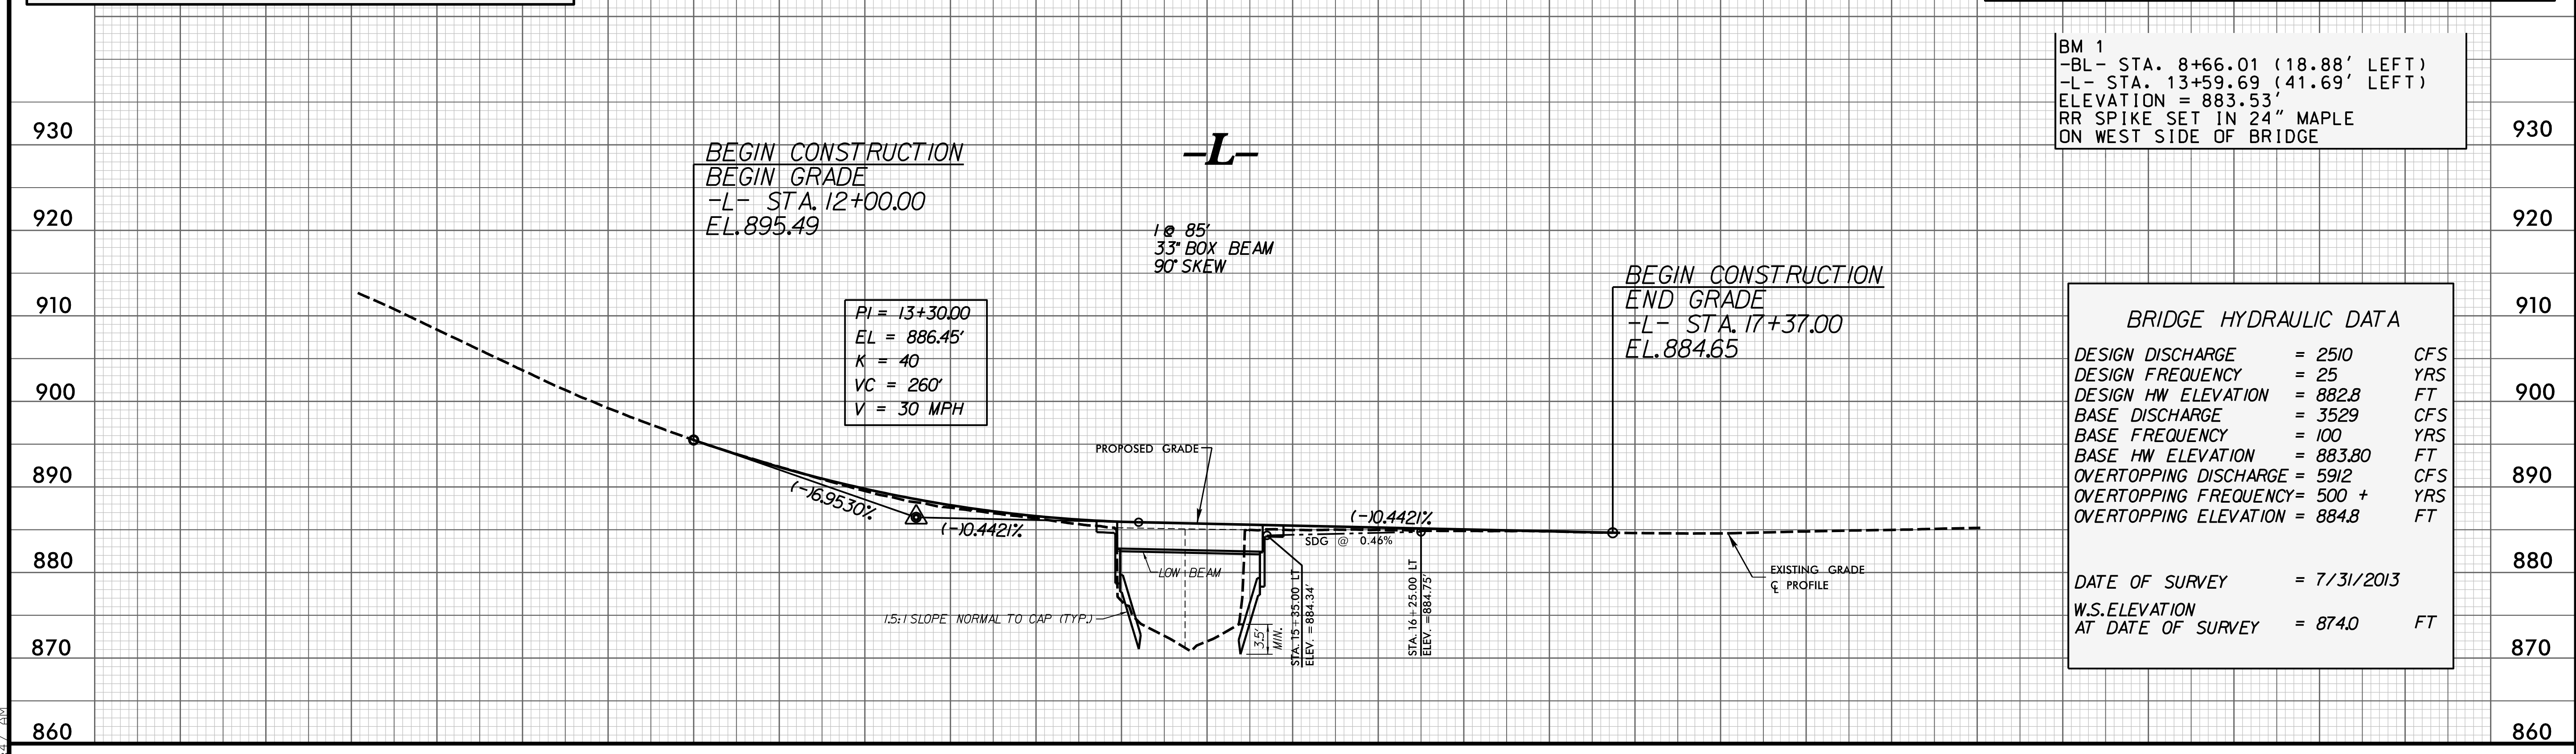 BM 1
-BL- STA. 8+66.01 (18.88' LEFT)
-L- STA. 13+59.69 (41.69' LEFT)
ELEVATION = 883.53'
RR SPIKE SET IN 24" MAPLE
ON WEST SIDE OF BRIDGE
930
920
910
900
890
880
870
860
BEGIN CONSTRUCTION
BEGIN GRADE
-L- STA. 12+00.00
EL. 895.49
-L-
1 @ 85'
33" BOX BEAM
90° SKEW
PI = 13+30.00
EL = 886.45'
K = 40
VC = 260'
V = 30 MPH
BEGIN CONSTRUCTION
END GRADE
-L- STA. 17+37.00
EL. 884.65
PROPOSED GRADE
(-)6.9530%
(-)0.4421%
(-)0.4421%
SDG @ 0.46%
LOW BEAM
1.5:1 SLOPE NORMAL TO CAP (TYP.)
3.5'
MIN.
STA. 15+35.00 LT
ELEV. =884.34'
STA. 16+25.00 LT
ELEV. =884.75'
EXISTING GRADE
℄ PROFILE
930
920
910
900
890
880
870
860
BRIDGE HYDRAULIC DATA
DESIGN DISCHARGE = 2510 CFS
DESIGN FREQUENCY = 25 YRS
DESIGN HW ELEVATION = 882.8 FT
BASE DISCHARGE = 3529 CFS
BASE FREQUENCY = 100 YRS
BASE HW ELEVATION = 883.80 FT
OVERTOPPING DISCHARGE = 5912 CFS
OVERTOPPING FREQUENCY= 500 + YRS
OVERTOPPING ELEVATION = 884.8 FT
DATE OF SURVEY = 7/31/2013
W.S.ELEVATION
AT DATE OF SURVEY = 874.0 FT